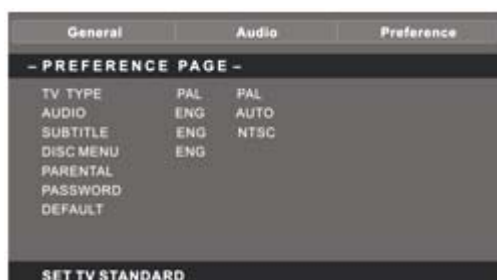 General Audio Preference
– PREFERENCE PAGE –
TV TYPE PAL PAL
AUDIO ENG AUTO
SUBTITLE ENG NTSC
DISC MENU ENG
PARENTAL
PASSWORD
DEFAULT
SET TV STANDARD